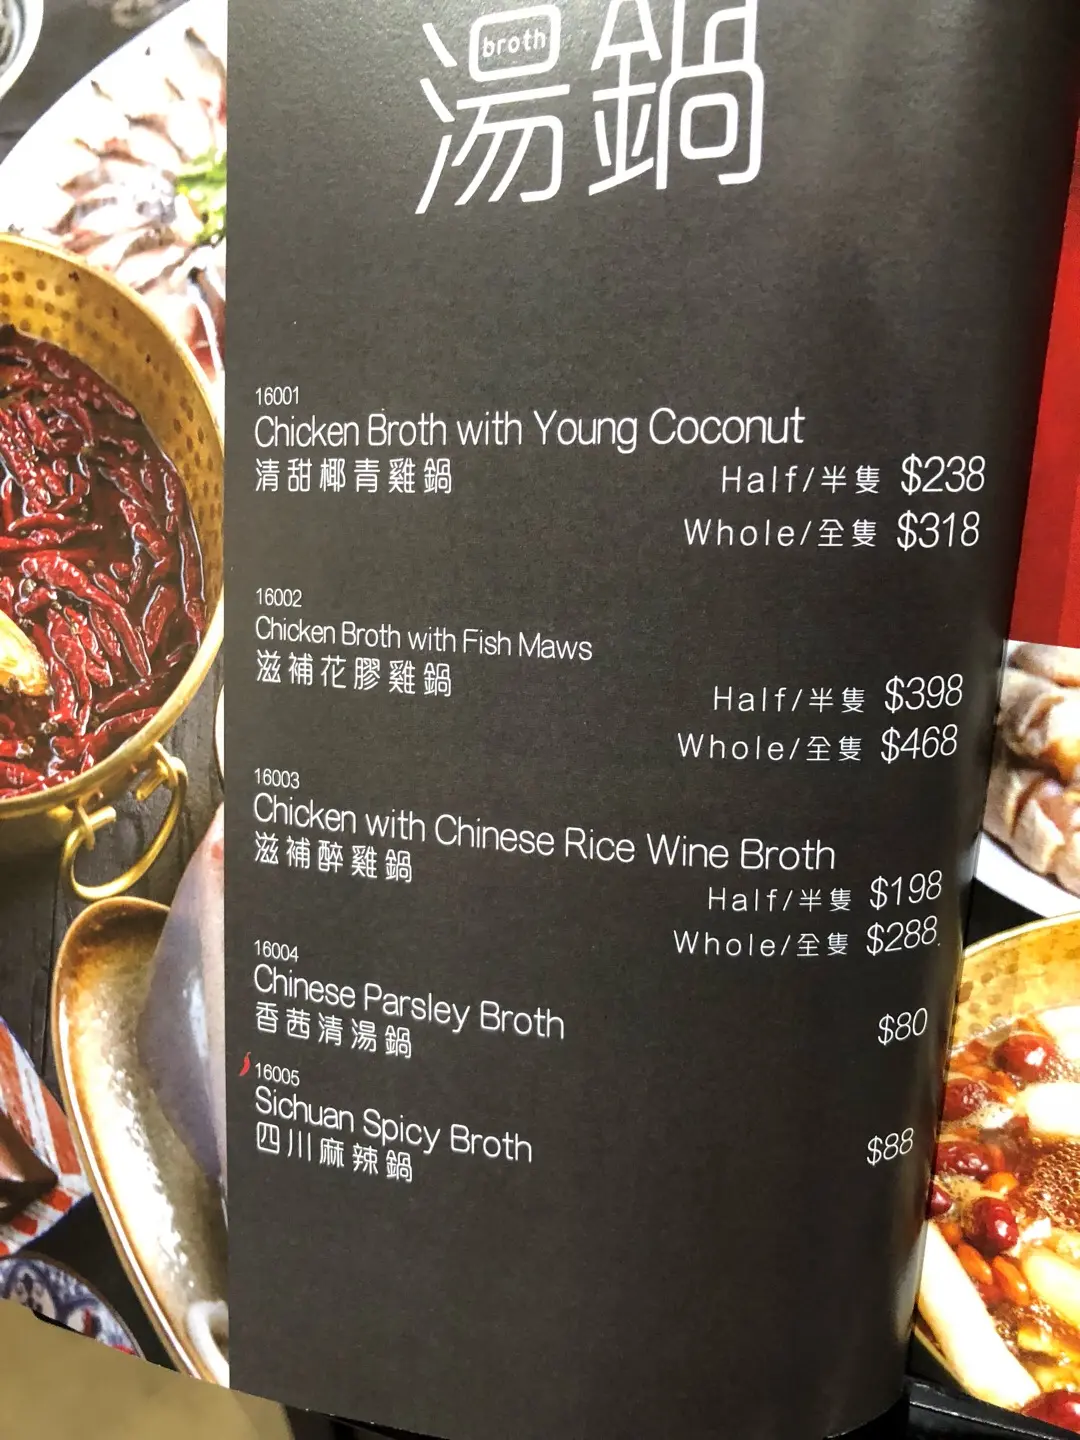 湯鍋
broth
16001
Chicken Broth with Young Coconut
清甜椰青雞鍋
Half/半隻 $238
Whole/全隻 $318
16002
Chicken Broth with Fish Maws
滋補花膠雞鍋
Half/半隻 $398
Whole/全隻 $468
16003
Chicken with Chinese Rice Wine Broth
滋補醉雞鍋
Half/半隻 $198
Whole/全隻 $288
16004
Chinese Parsley Broth
香茜清湯鍋
$80
16005
Sichuan Spicy Broth
四川麻辣鍋
$88